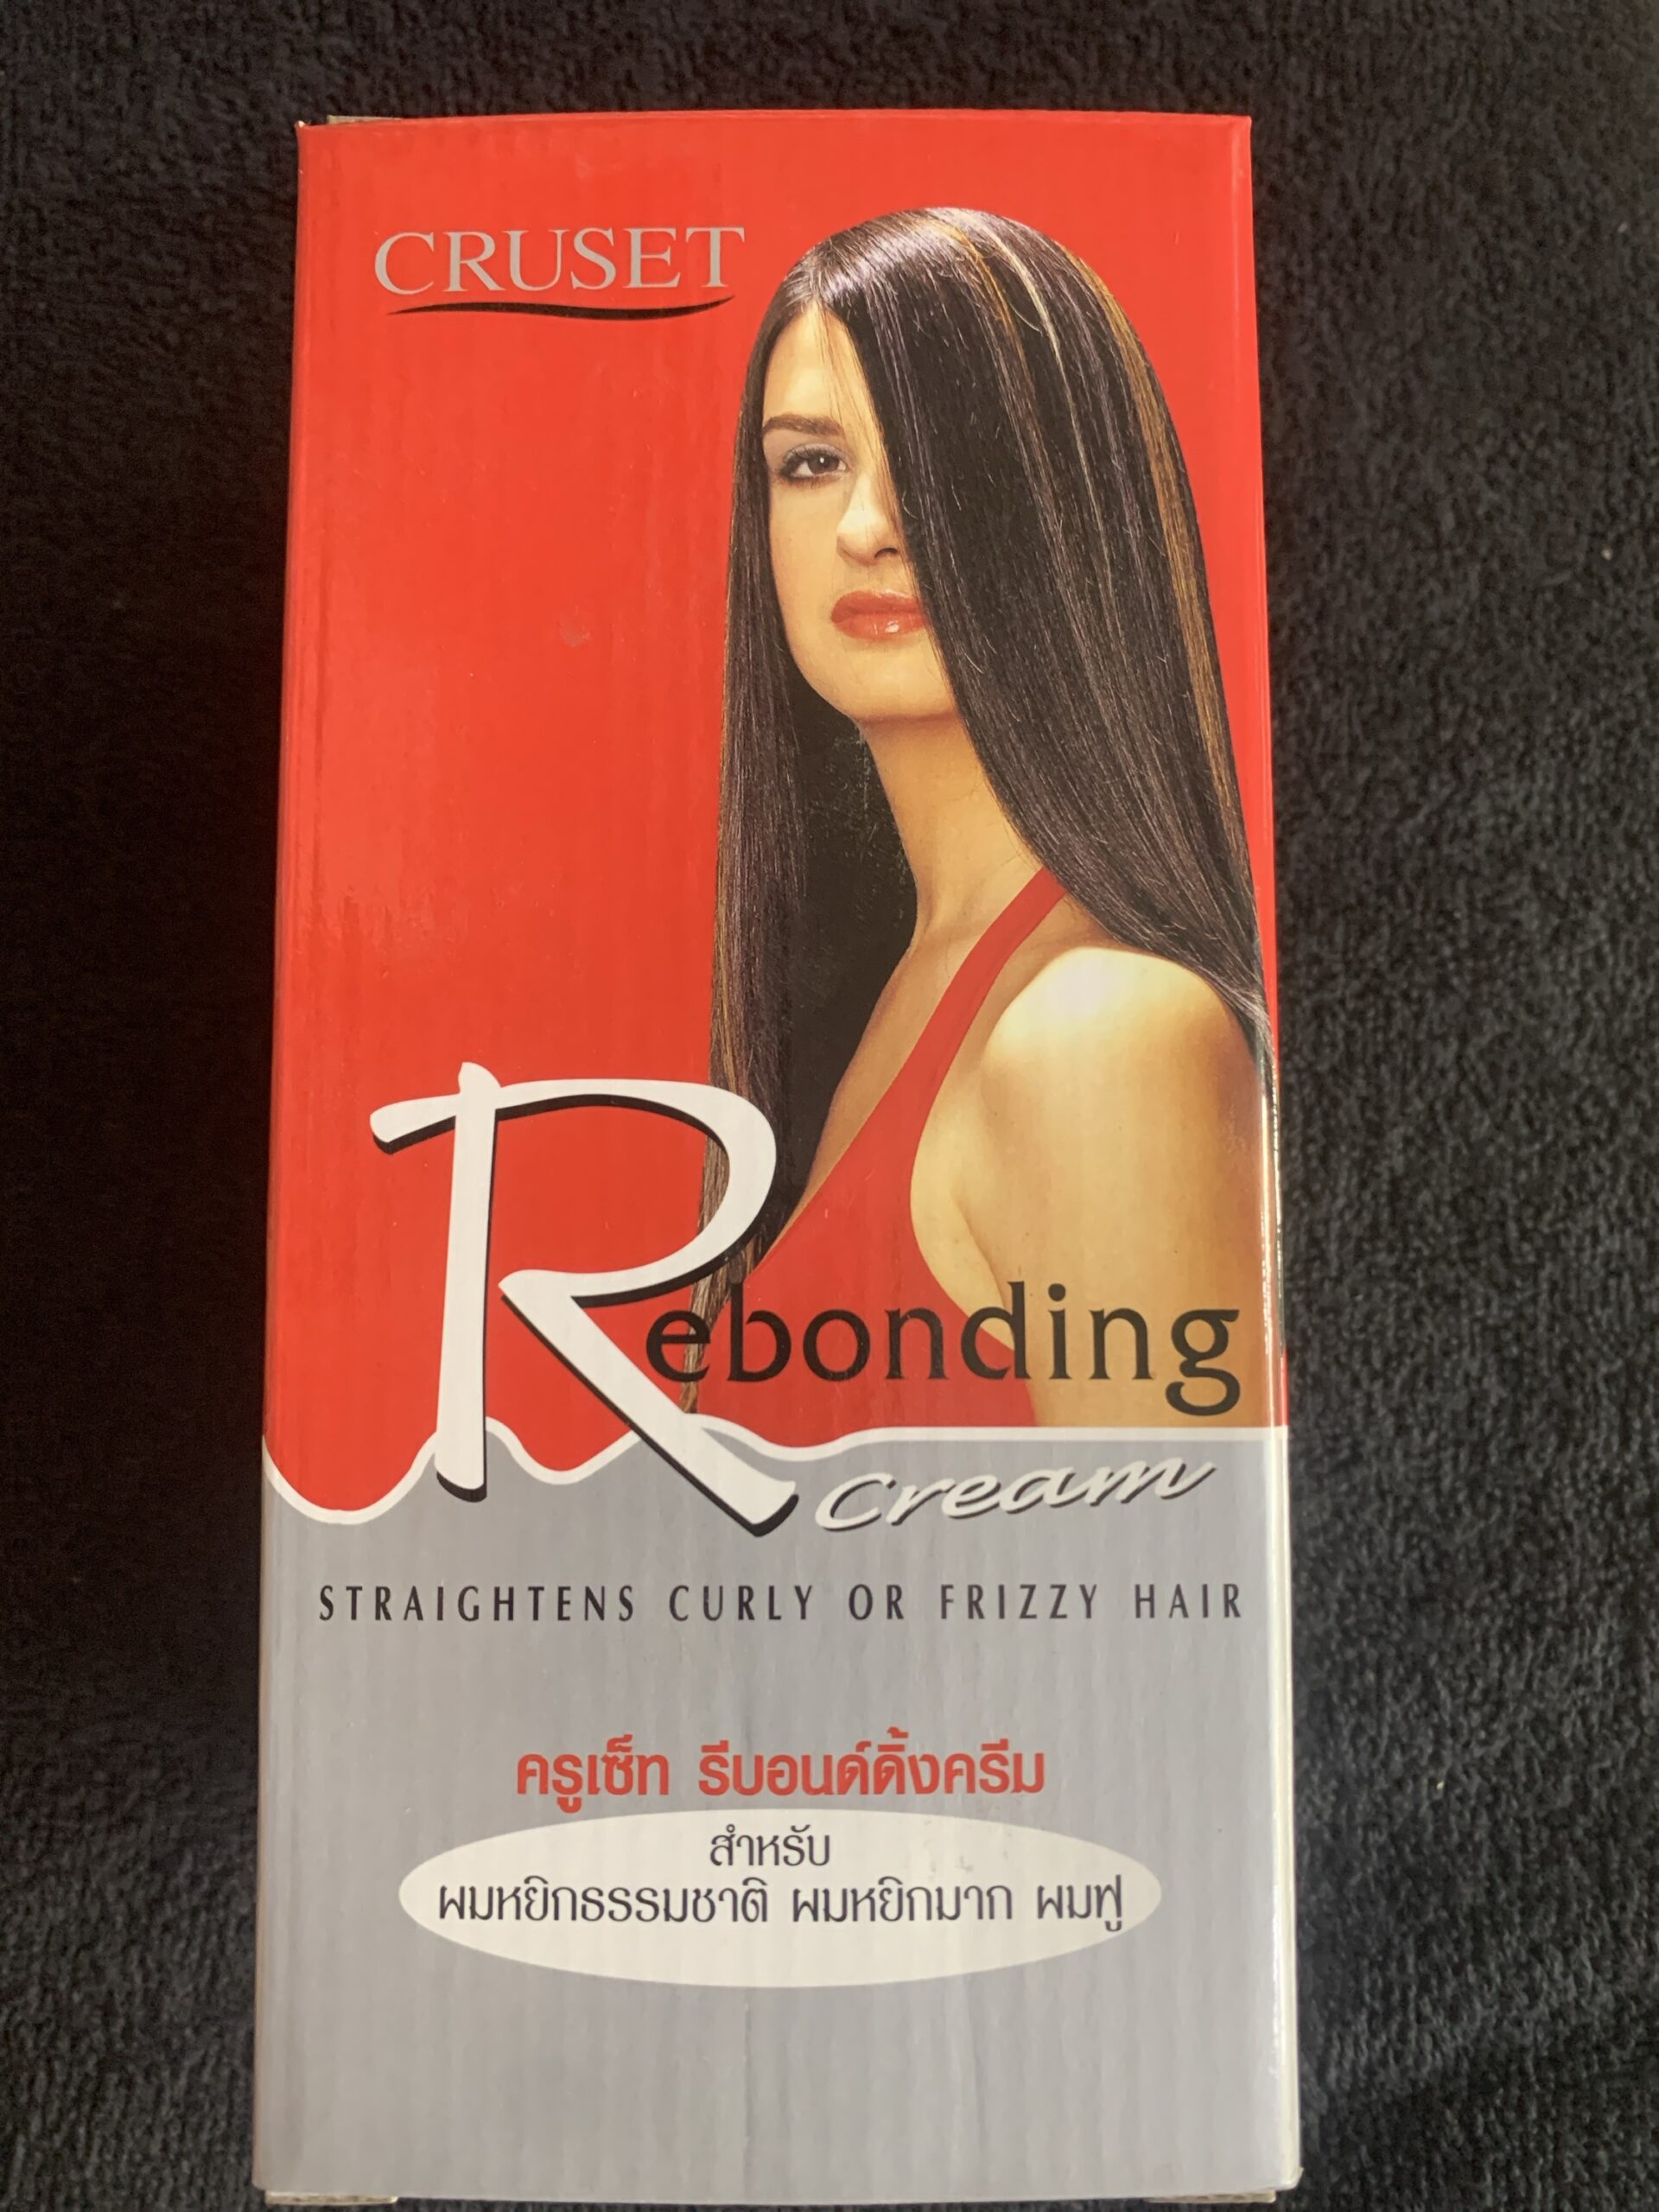 CRUSET
Rebonding
Cream
STRAIGHTENS CURLY OR FRIZZY HAIR
ครูเซ็ท รีบอนด์ดิ้งครีม
สำหรับ
ผมหยิกธรรมชาติ ผมหยิกมาก ผมฟู